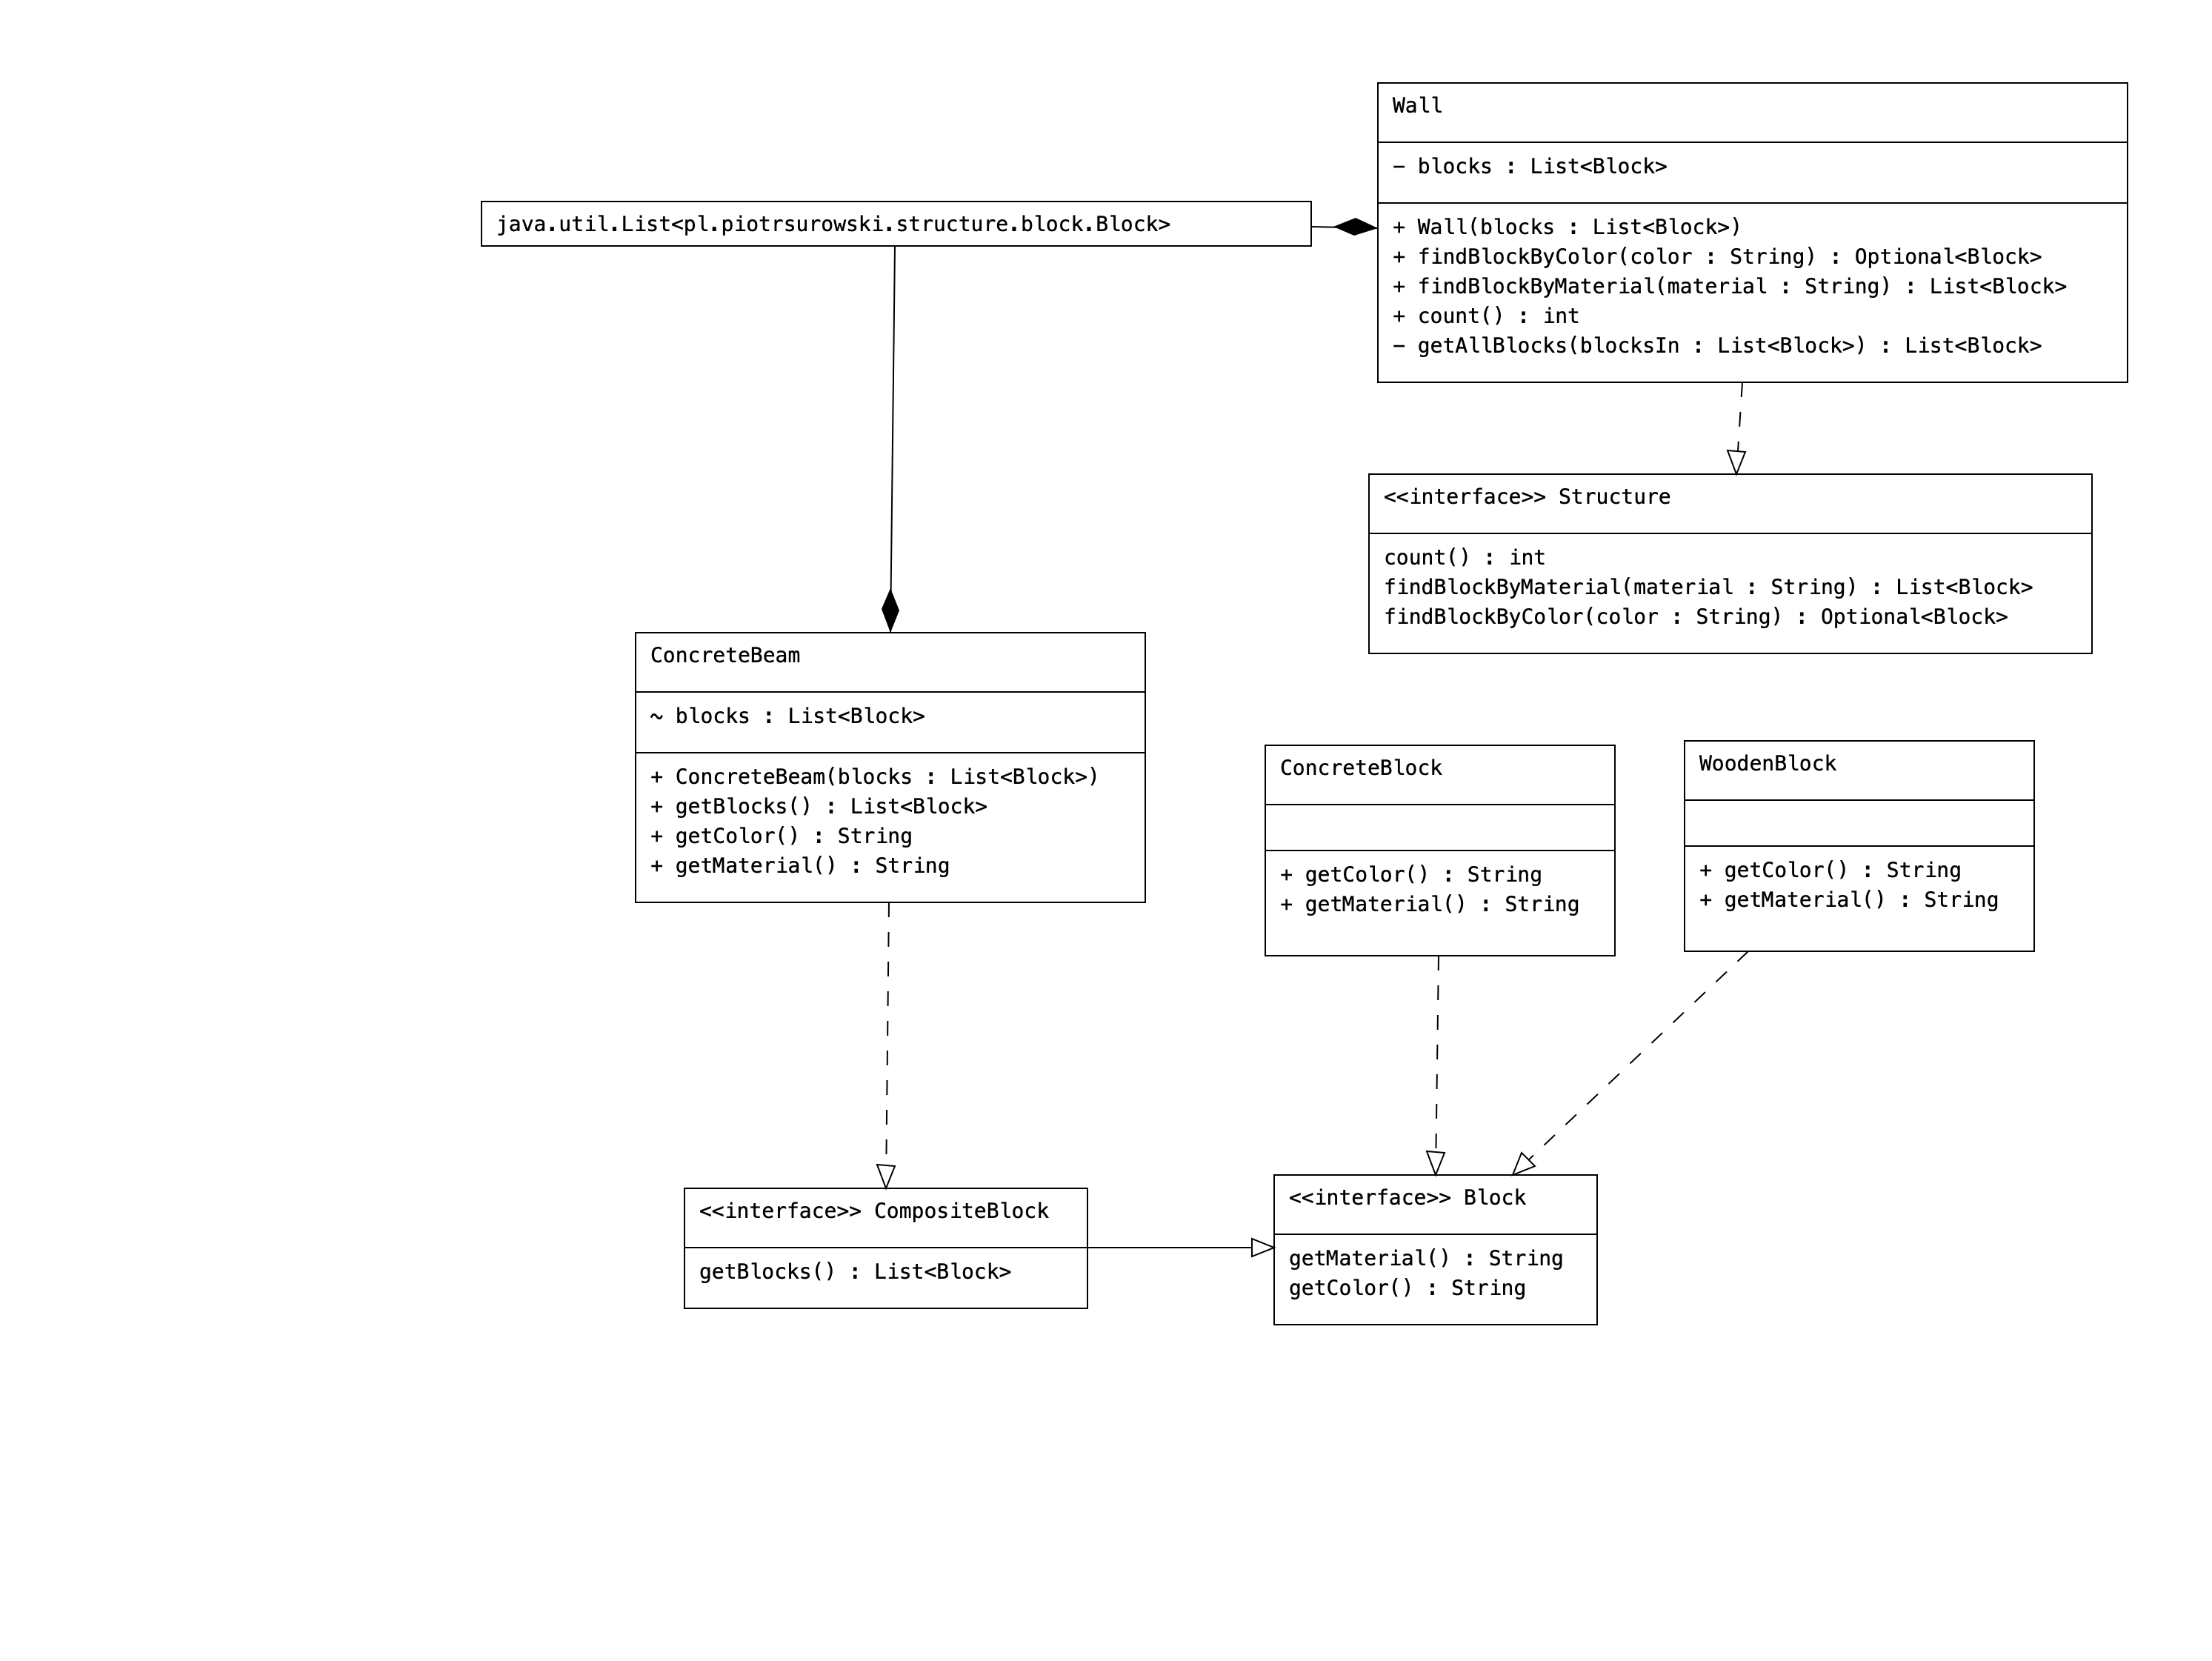 Wall
− blocks : List<Block>
+ Wall(blocks : List<Block>)
+ findBlockByColor(color : String) : Optional<Block>
+ findBlockByMaterial(material : String) : List<Block>
+ count() : int
− getAllBlocks(blocksIn : List<Block>) : List<Block>
java.util.List<pl.piotrsurowski.structure.block.Block>
<<interface>> Structure
count() : int
findBlockByMaterial(material : String) : List<Block>
findBlockByColor(color : String) : Optional<Block>
ConcreteBeam
~ blocks : List<Block>
+ ConcreteBeam(blocks : List<Block>)
+ getBlocks() : List<Block>
+ getColor() : String
+ getMaterial() : String
ConcreteBlock
+ getColor() : String
+ getMaterial() : String
WoodenBlock
+ getColor() : String
+ getMaterial() : String
<<interface>> CompositeBlock
getBlocks() : List<Block>
<<interface>> Block
getMaterial() : String
getColor() : String